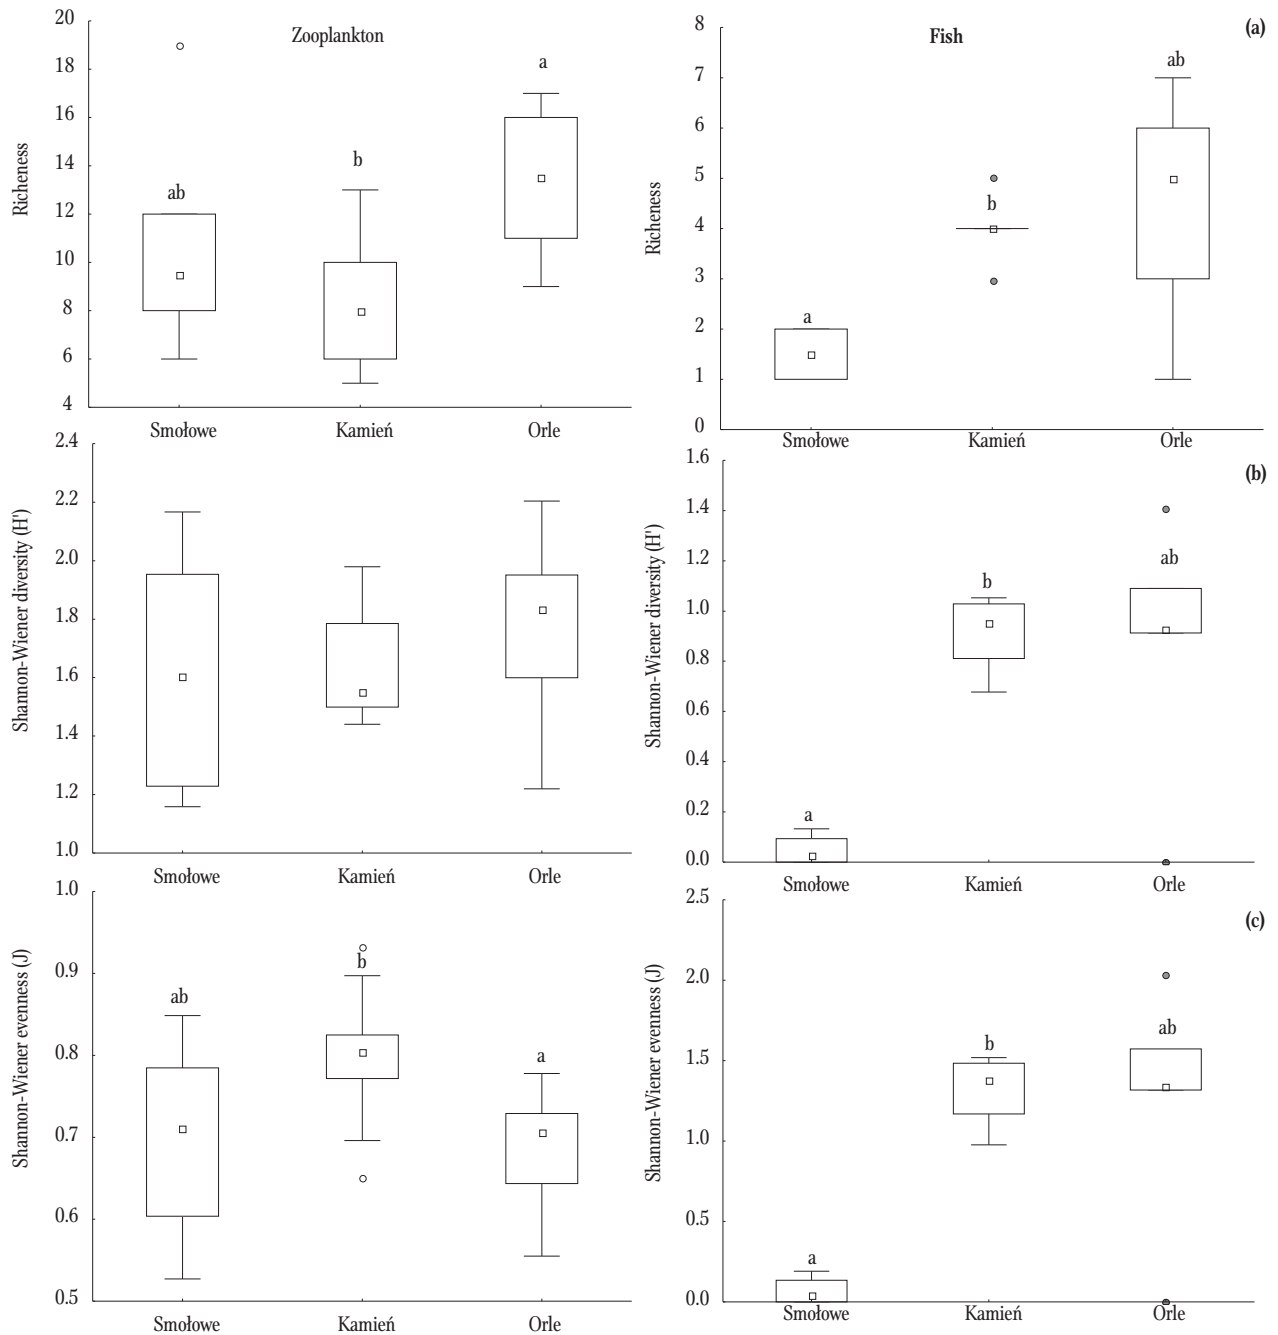 Zooplankton
Richeness
20
18
16
14
12
10
8
6
4
ab
b
a
Smołowe
Kamień
Orle
Fish
(a)
Richeness
8
7
6
5
4
3
2
1
0
a
b
ab
Smołowe
Kamień
Orle
Shannon-Wiener diversity (H')
2.4
2.2
2.0
1.8
1.6
1.4
1.2
1.0
Smołowe
Kamień
Orle
(b)
Shannon-Wiener diversity (H')
1.6
1.4
1.2
1.0
0.8
0.6
0.4
0.2
0.0
a
b
ab
Smołowe
Kamień
Orle
Shannon-Wiener evenness (J)
1.0
0.9
0.8
0.7
0.6
0.5
ab
b
a
Smołowe
Kamień
Orle
(c)
Shannon-Wiener evenness (J)
2.5
2.0
1.5
1.0
0.5
0.0
a
b
ab
Smołowe
Kamień
Orle